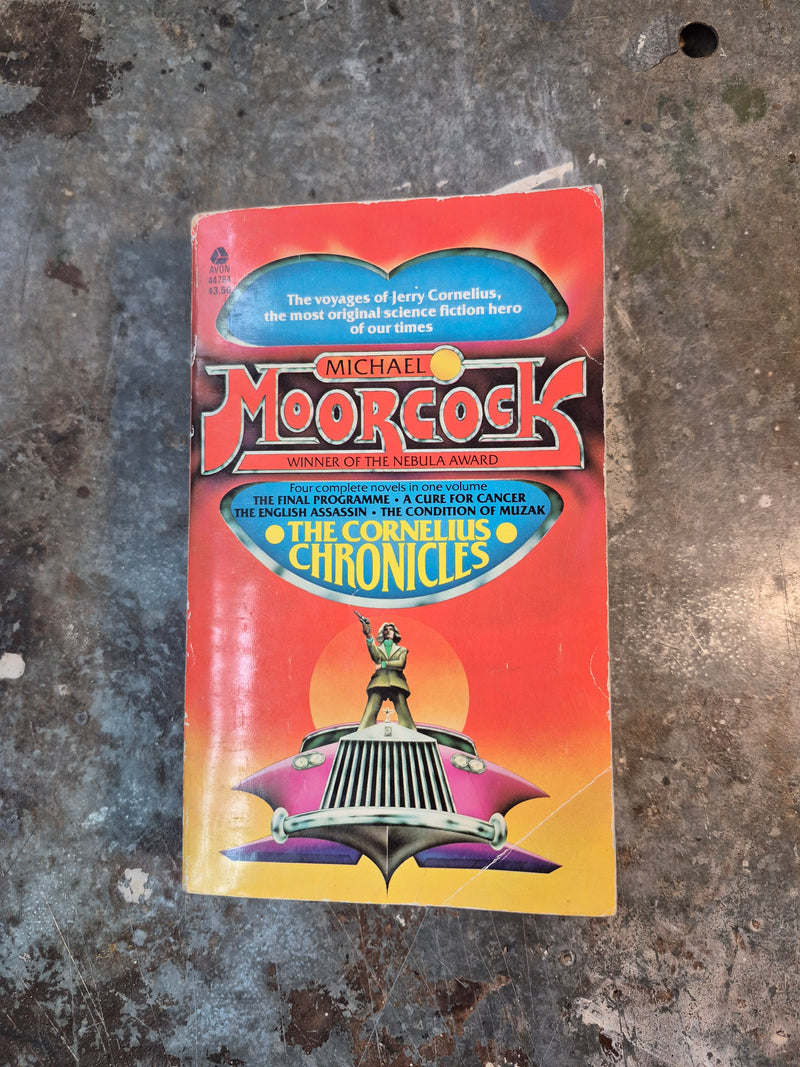 AVON
44784
$3.50
The voyages of Jerry Cornelius,
the most original science fiction hero
of our times
MICHAEL
MOORCOCK
WINNER OF THE NEBULA AWARD
Four complete novels in one volume
THE FINAL PROGRAMME • A CURE FOR CANCER
THE ENGLISH ASSASSIN • THE CONDITION OF MUZAK
THE CORNELIUS
CHRONICLES